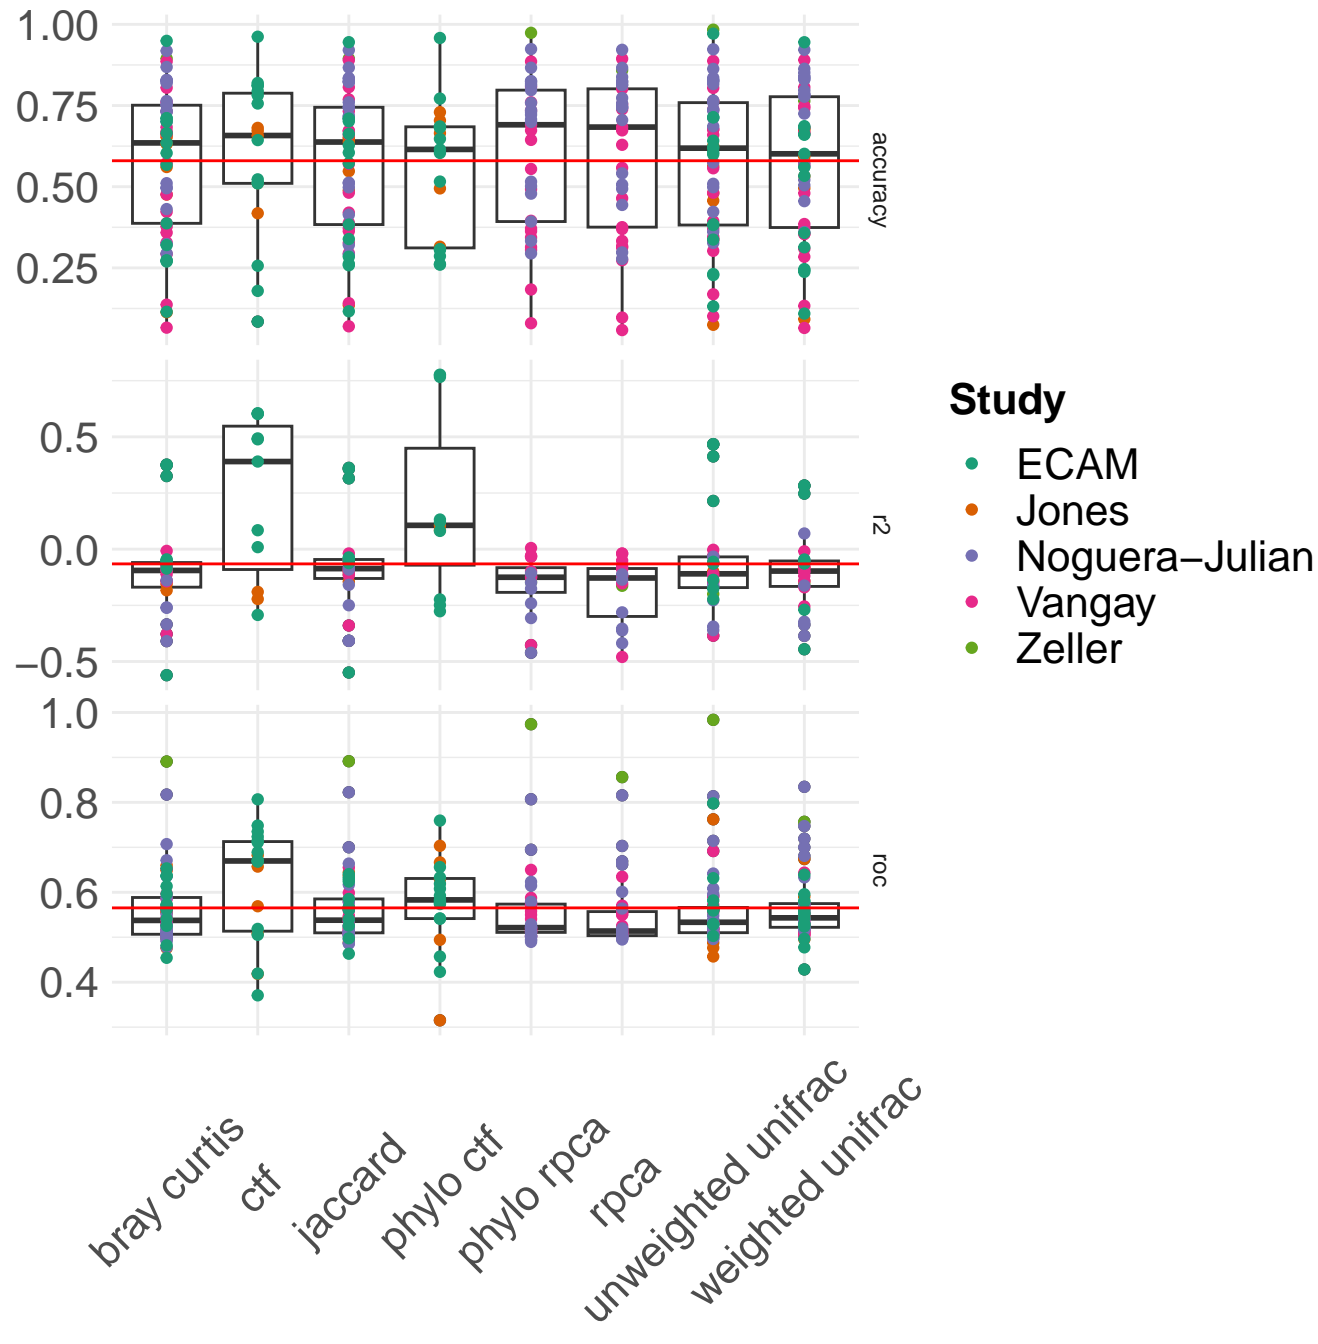 1.00
0.75
0.50
0.25
accuracy
0.5
0.0
−0.5
r2
1.0
0.8
0.6
0.4
roc
bray curtis
ctf
jaccard
phylo ctf
phylo rpca
rpca
unweighted unifrac
weighted unifrac
Study
ECAM
Jones
Noguera−Julian
Vangay
Zeller